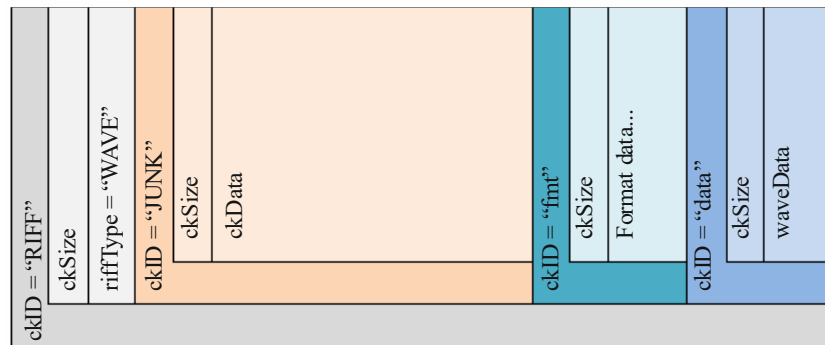 ckID = “RIFF”
ckSize
riffType = “WAVE”
ckID = “JUNK”
ckSize
ckData
ckID = “fmt”
ckSize
Format data...
ckID = “data”
ckSize
waveData